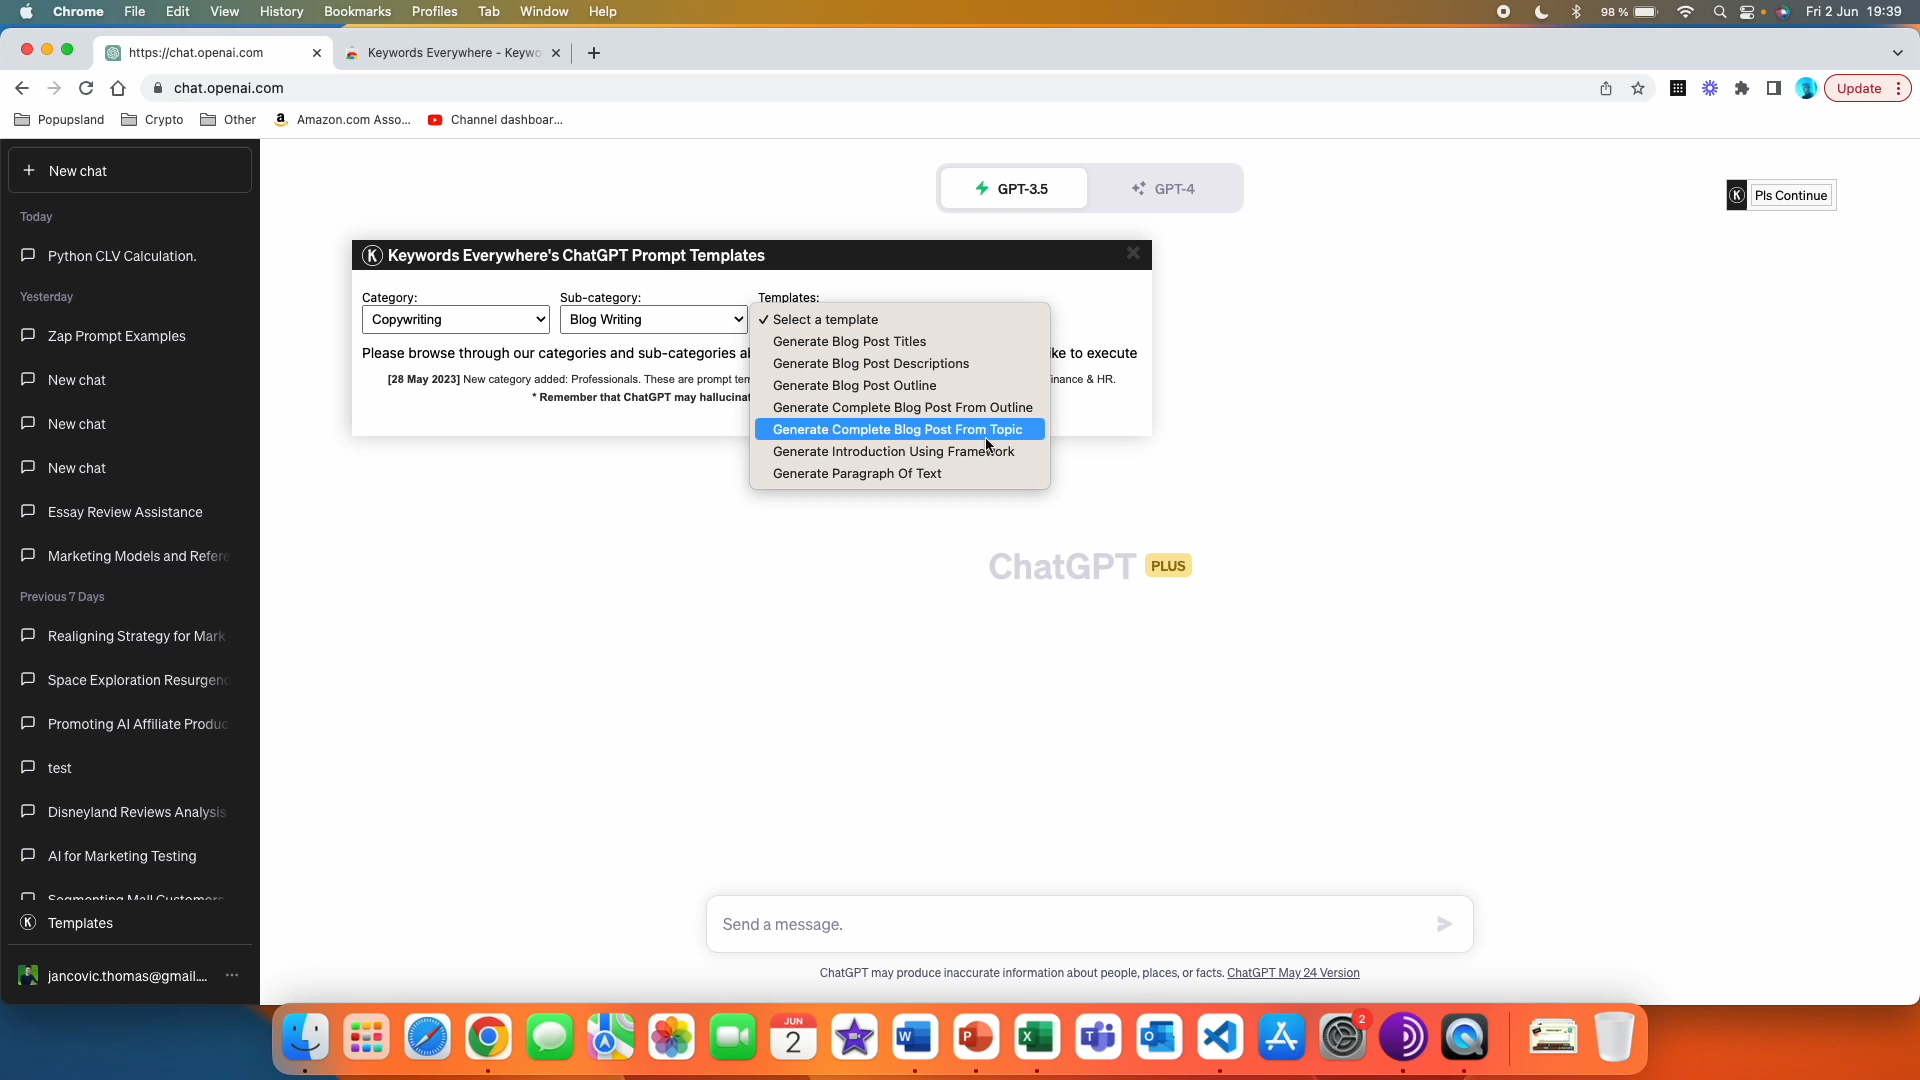 Chrome File Edit View History Bookmarks Profiles Tab Window Help 98 % Fri 2 Jun 19:39
https://chat.openai.com Keywords Everywhere - Keywo
chat.openai.com Update
Popupsland Crypto Other Amazon.com Asso... Channel dashboar...
New chat
Today
Python CLV Calculation.
Yesterday
Zap Prompt Examples
New chat
New chat
New chat
Essay Review Assistance
Marketing Models and Refere
Previous 7 Days
Realigning Strategy for Mark
Space Exploration Resurgenc
Promoting AI Affiliate Produc
test
Disneyland Reviews Analysis
AI for Marketing Testing
Segmenting Mall Customers
Templates
jancovic.thomas@gmail....
GPT-3.5 GPT-4
K Pls Continue
K Keywords Everywhere's ChatGPT Prompt Templates
Category: Sub-category: Templates:
Copywriting Blog Writing
Select a template
Generate Blog Post Titles
Generate Blog Post Descriptions
Generate Blog Post Outline
Generate Complete Blog Post From Outline
Generate Complete Blog Post From Topic
Generate Introduction Using Framework
Generate Paragraph Of Text
Please browse through our categories and sub-categories ab ke to execute
[28 May 2023] New category added: Professionals. These are prompt tem inance & HR.
* Remember that ChatGPT may hallucinat
ChatGPT PLUS
Send a message.
ChatGPT may produce inaccurate information about people, places, or facts. ChatGPT May 24 Version
JUN
2
2